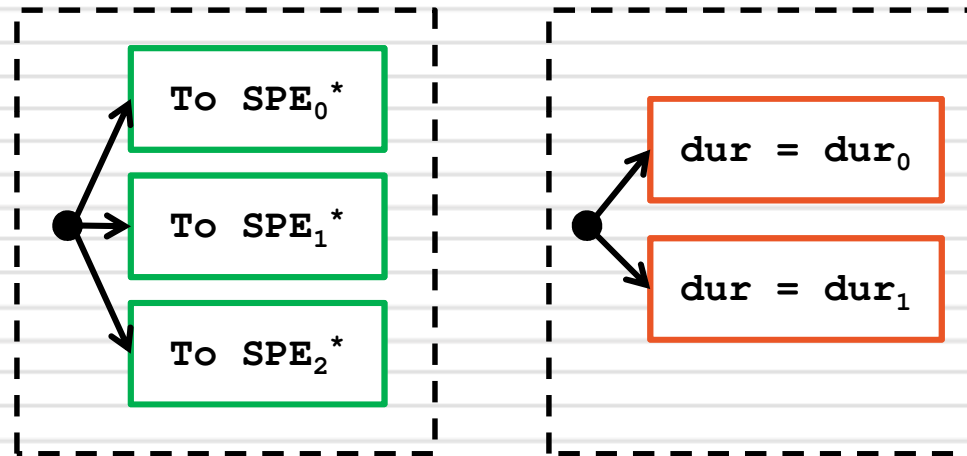 To SPE₀*
To SPE₁*
To SPE₂*
dur = dur₀
dur = dur₁